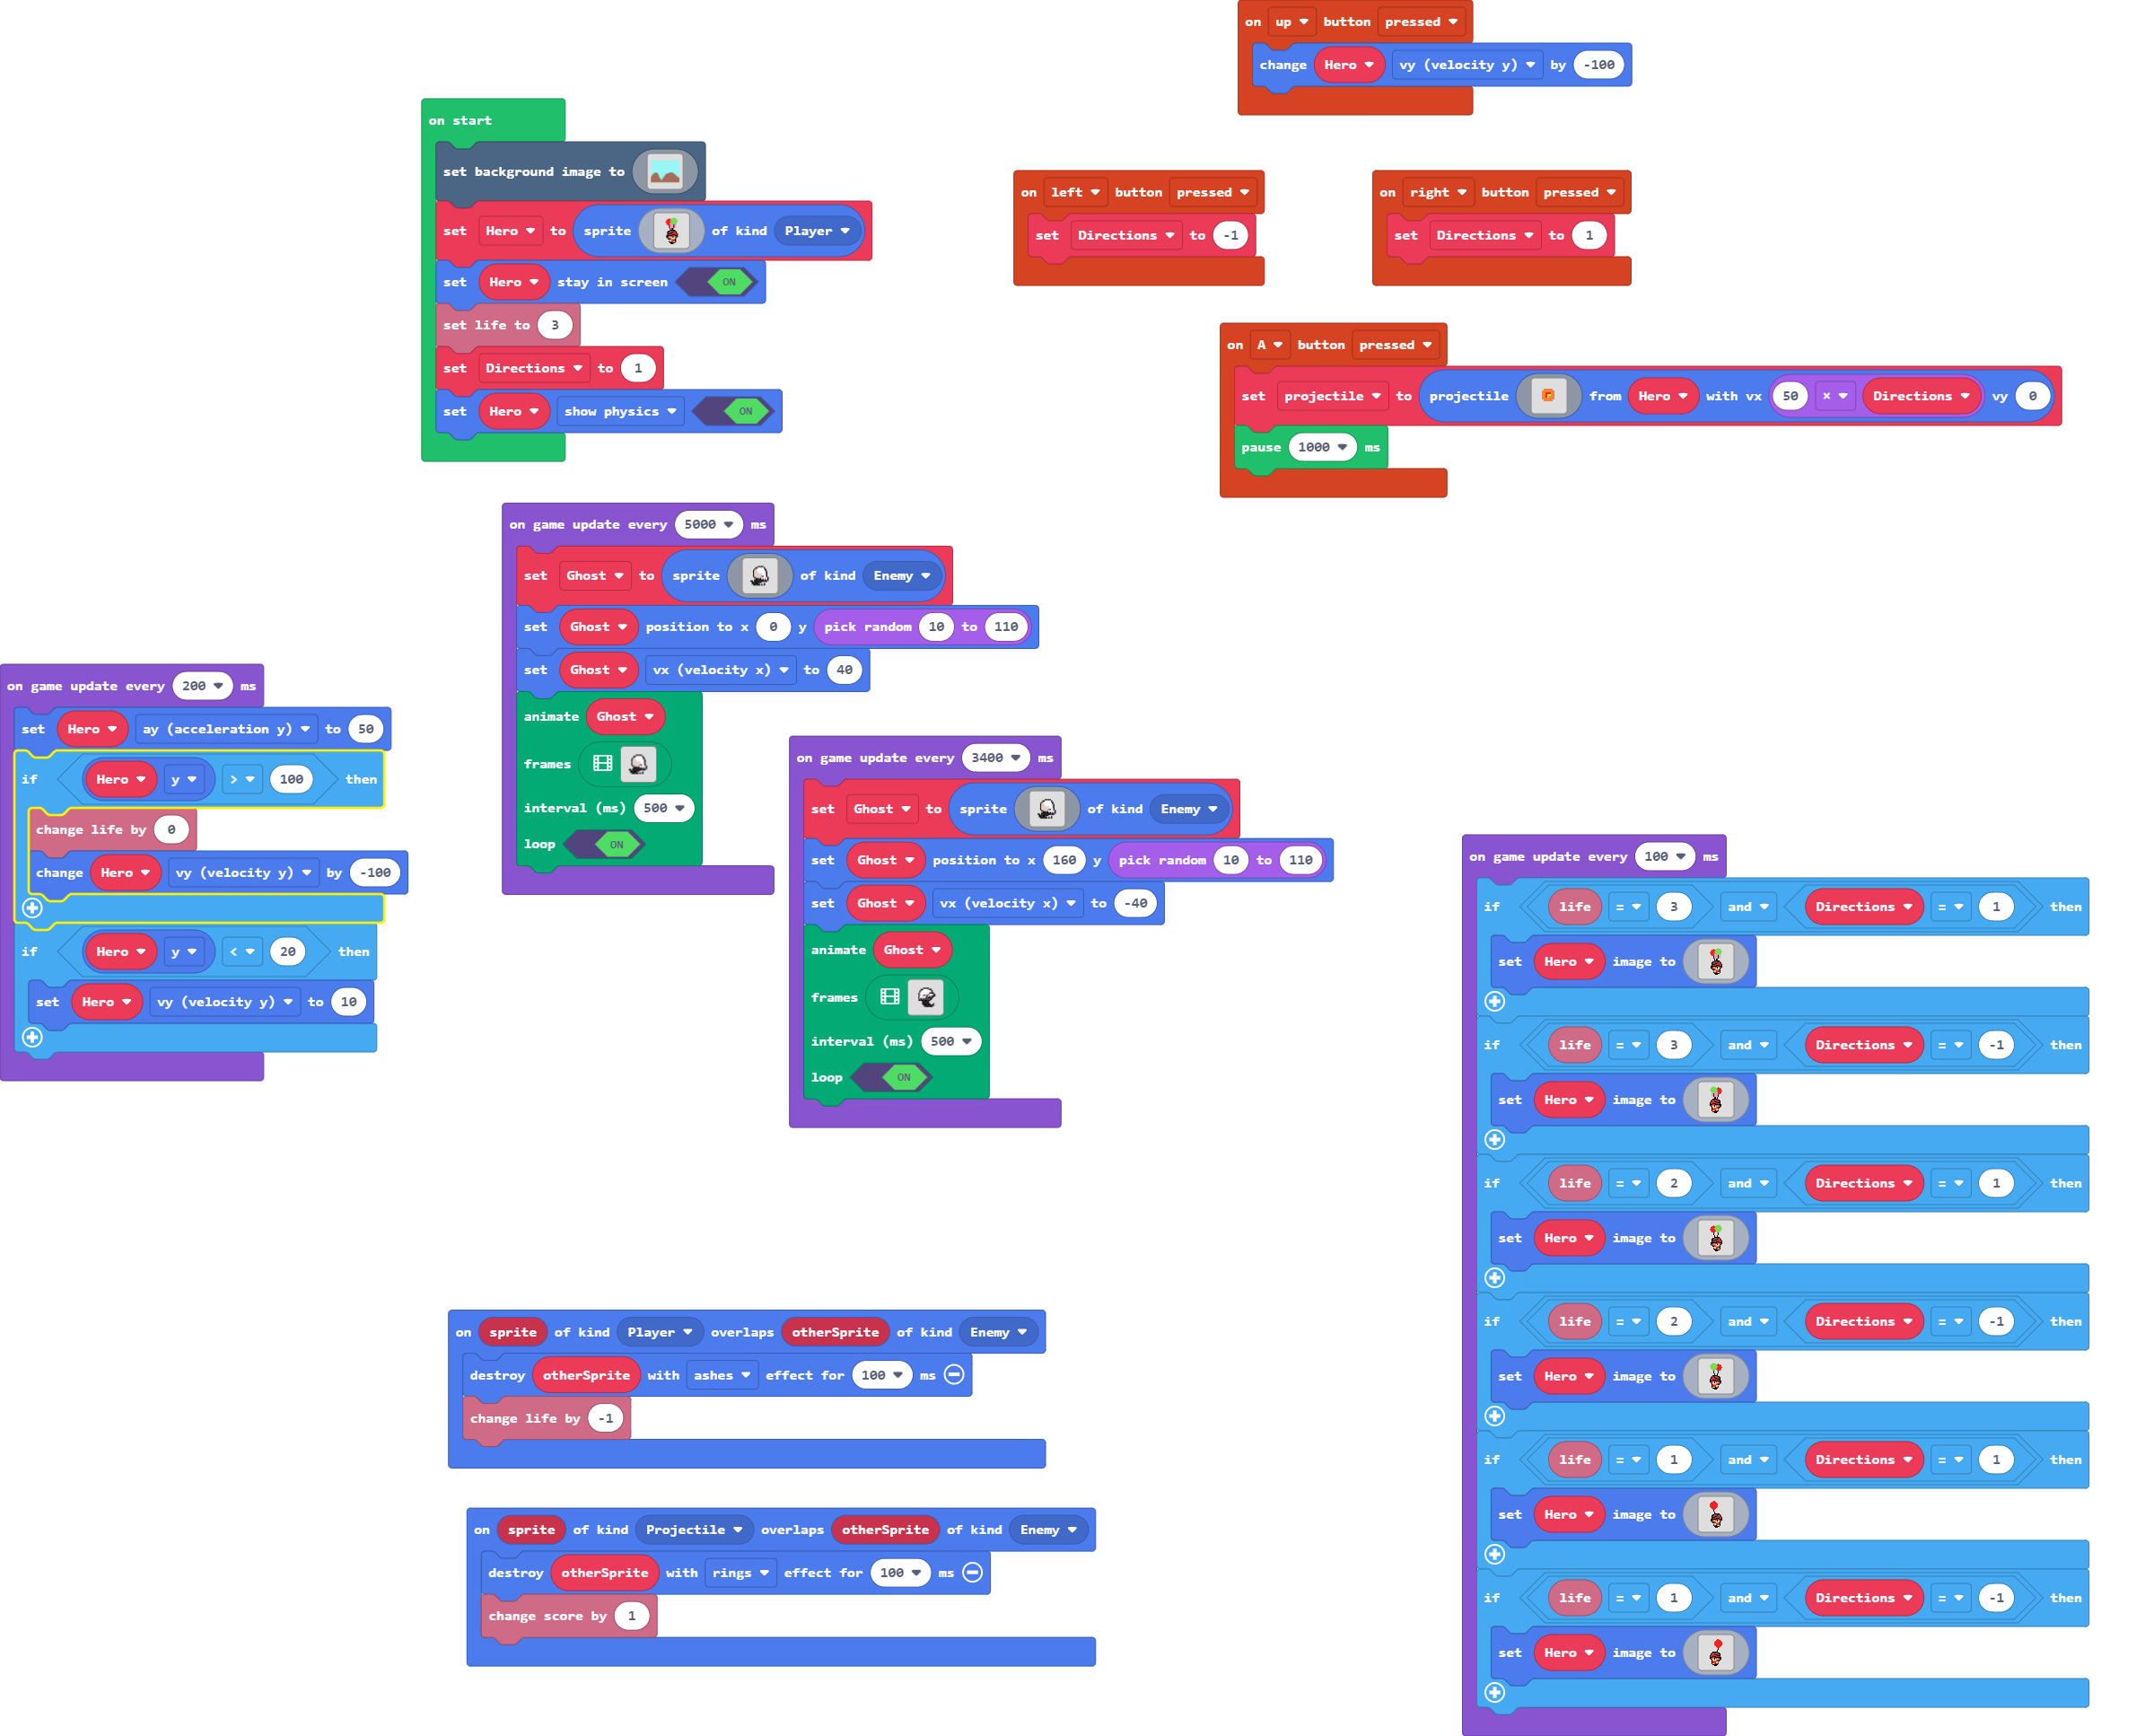 on up button pressed
change Hero vy (velocity y) by -100
on start
set background image to
set Hero to sprite of kind Player
set Hero stay in screen ON
set life to 3
set Directions to 1
set Hero show physics ON
on left button pressed
set Directions to -1
on right button pressed
set Directions to 1
on A button pressed
set projectile to projectile from Hero with vx 50 × Directions vy 0
pause 1000 ms
on game update every 5000 ms
set Ghost to sprite of kind Enemy
set Ghost position to x 0 y pick random 10 to 110
set Ghost vx (velocity x) to 40
animate Ghost
frames
interval (ms) 500
loop ON
on game update every 200 ms
set Hero ay (acceleration y) to 50
if Hero y > 100 then
change life by 0
change Hero vy (velocity y) by -100
if Hero y < 20 then
set Hero vy (velocity y) to 10
on game update every 3400 ms
set Ghost to sprite of kind Enemy
set Ghost position to x 160 y pick random 10 to 110
set Ghost vx (velocity x) to -40
animate Ghost
frames
interval (ms) 500
loop ON
on game update every 100 ms
if life = 3 and Directions = 1 then
set Hero image to
if life = 3 and Directions = -1 then
set Hero image to
if life = 2 and Directions = 1 then
set Hero image to
if life = 2 and Directions = -1 then
set Hero image to
if life = 1 and Directions = 1 then
set Hero image to
if life = 1 and Directions = -1 then
set Hero image to
on sprite of kind Player overlaps otherSprite of kind Enemy
destroy otherSprite with ashes effect for 100 ms
change life by -1
on sprite of kind Projectile overlaps otherSprite of kind Enemy
destroy otherSprite with rings effect for 100 ms
change score by 1